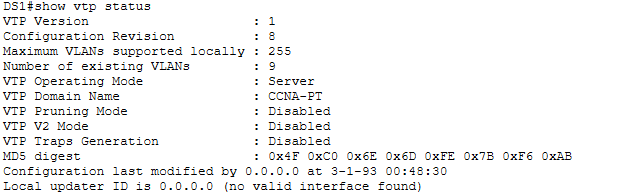 DS1#show vtp status
VTP Version                     : 1
Configuration Revision          : 8
Maximum VLANs supported locally : 255
Number of existing VLANs        : 9
VTP Operating Mode              : Server
VTP Domain Name                 : CCNA-PT
VTP Pruning Mode                : Disabled
VTP V2 Mode                     : Disabled
VTP Traps Generation            : Disabled
MD5 digest                      : 0x4F 0xC0 0x6E 0x6D 0xFE 0x7B 0xF6 0xAB
Configuration last modified by 0.0.0.0 at 3-1-93 00:48:30
Local updater ID is 0.0.0.0 (no valid interface found)